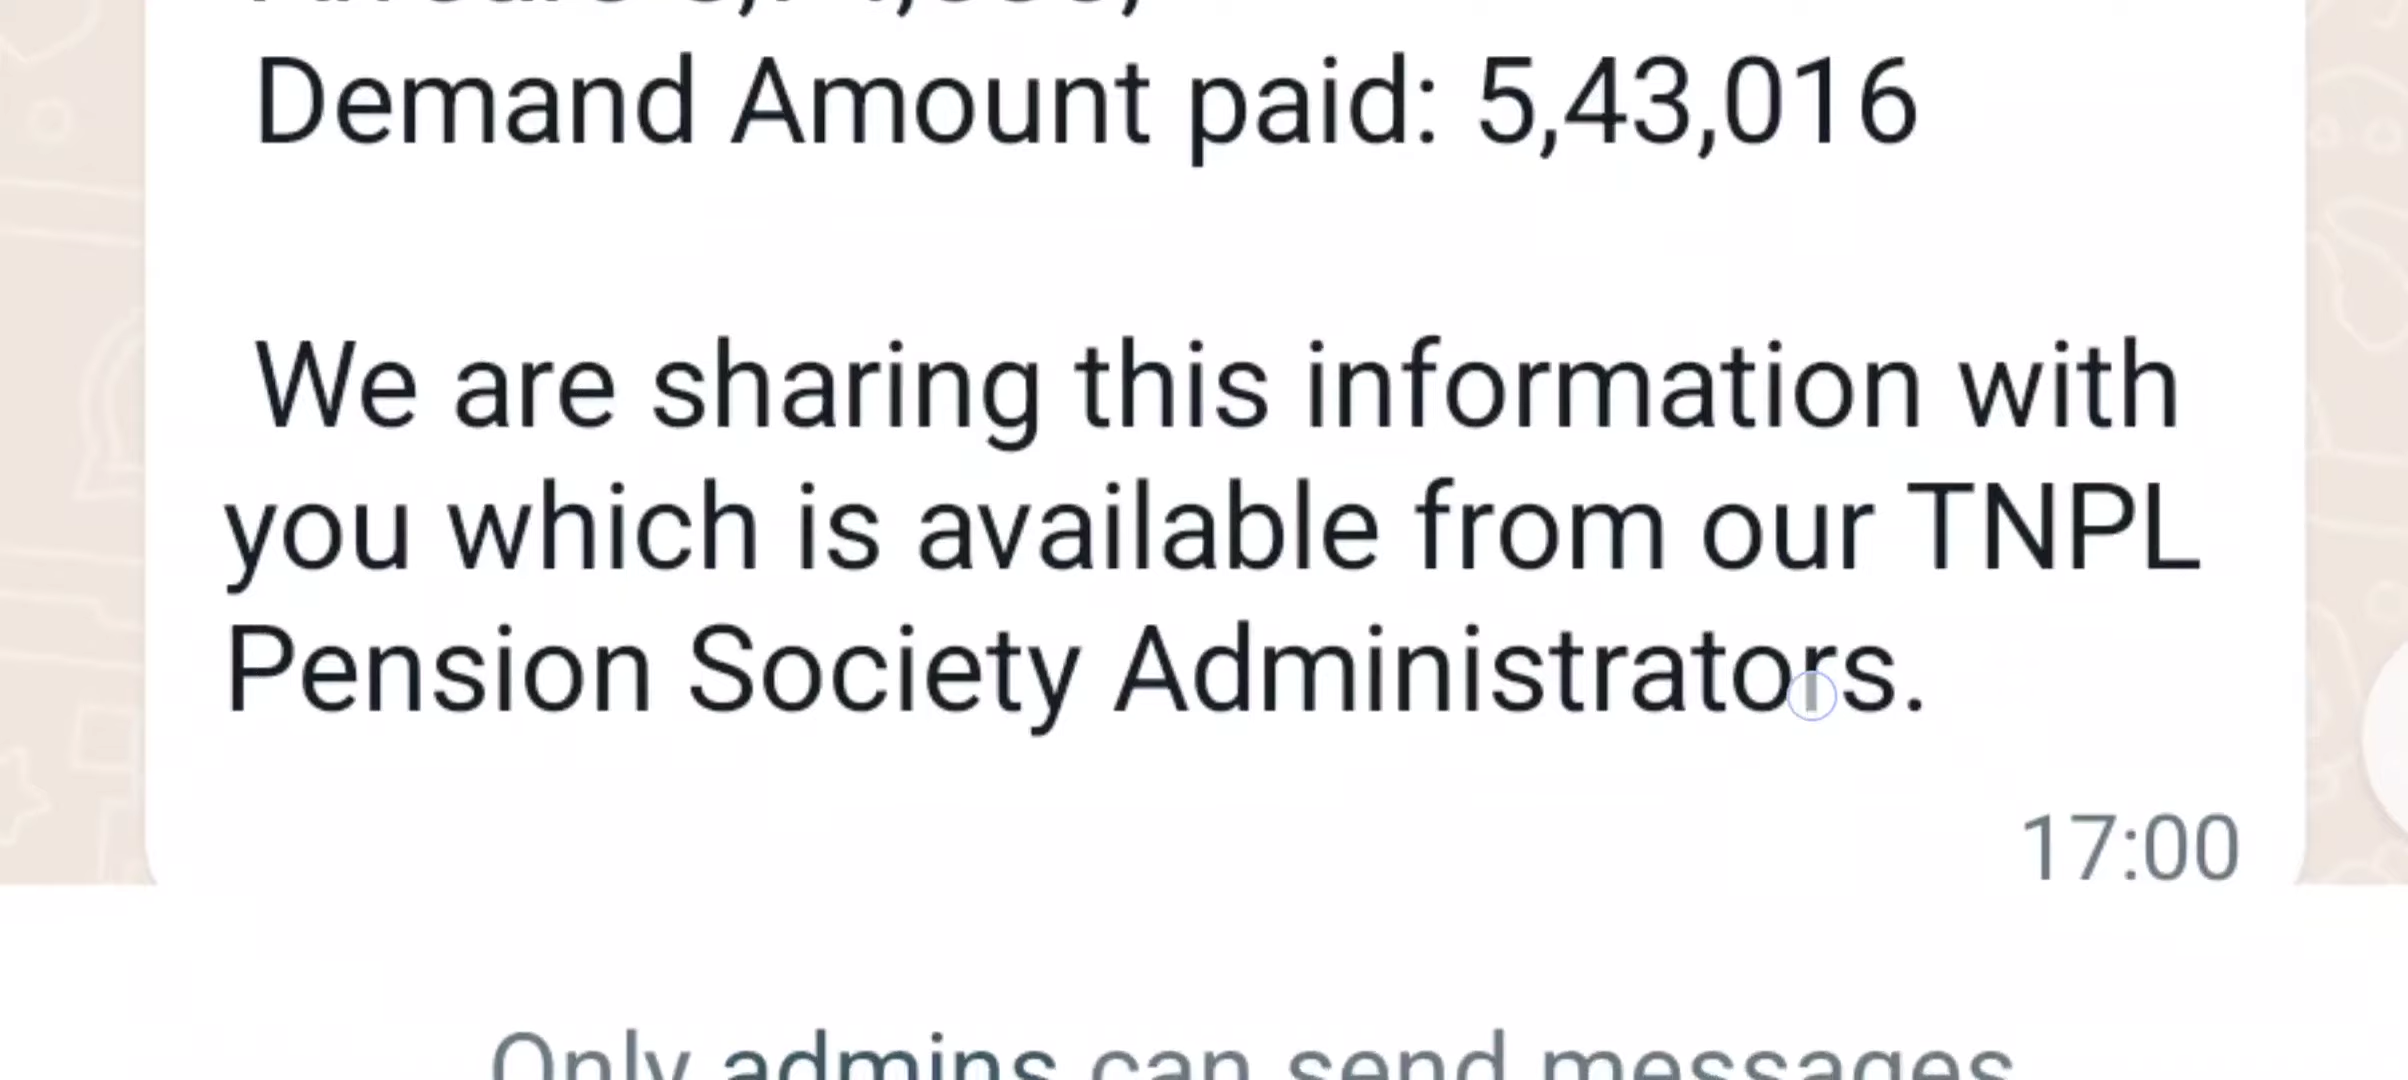 Demand Amount paid: 5,43,016
We are sharing this information with
you which is available from our TNPL
Pension Society Administrators.
17:00
Only admins can send messages